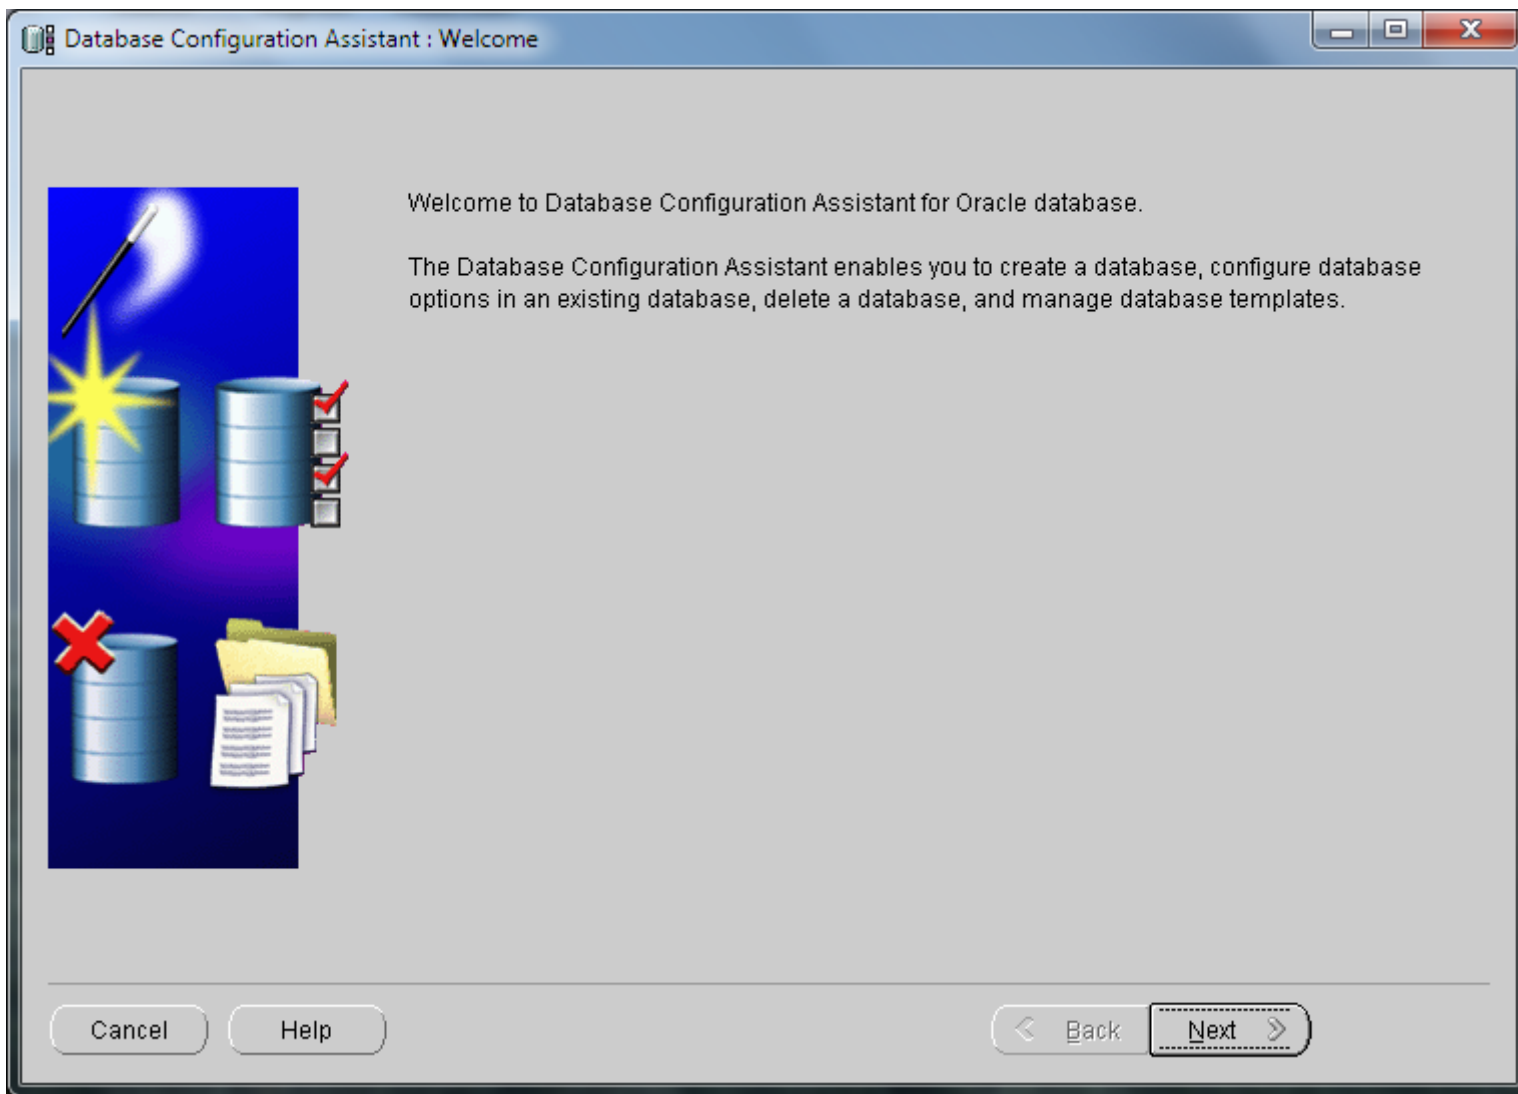 Database Configuration Assistant : Welcome
Welcome to Database Configuration Assistant for Oracle database.
The Database Configuration Assistant enables you to create a database, configure database
options in an existing database, delete a database, and manage database templates.
Cancel
Help
Back
Next